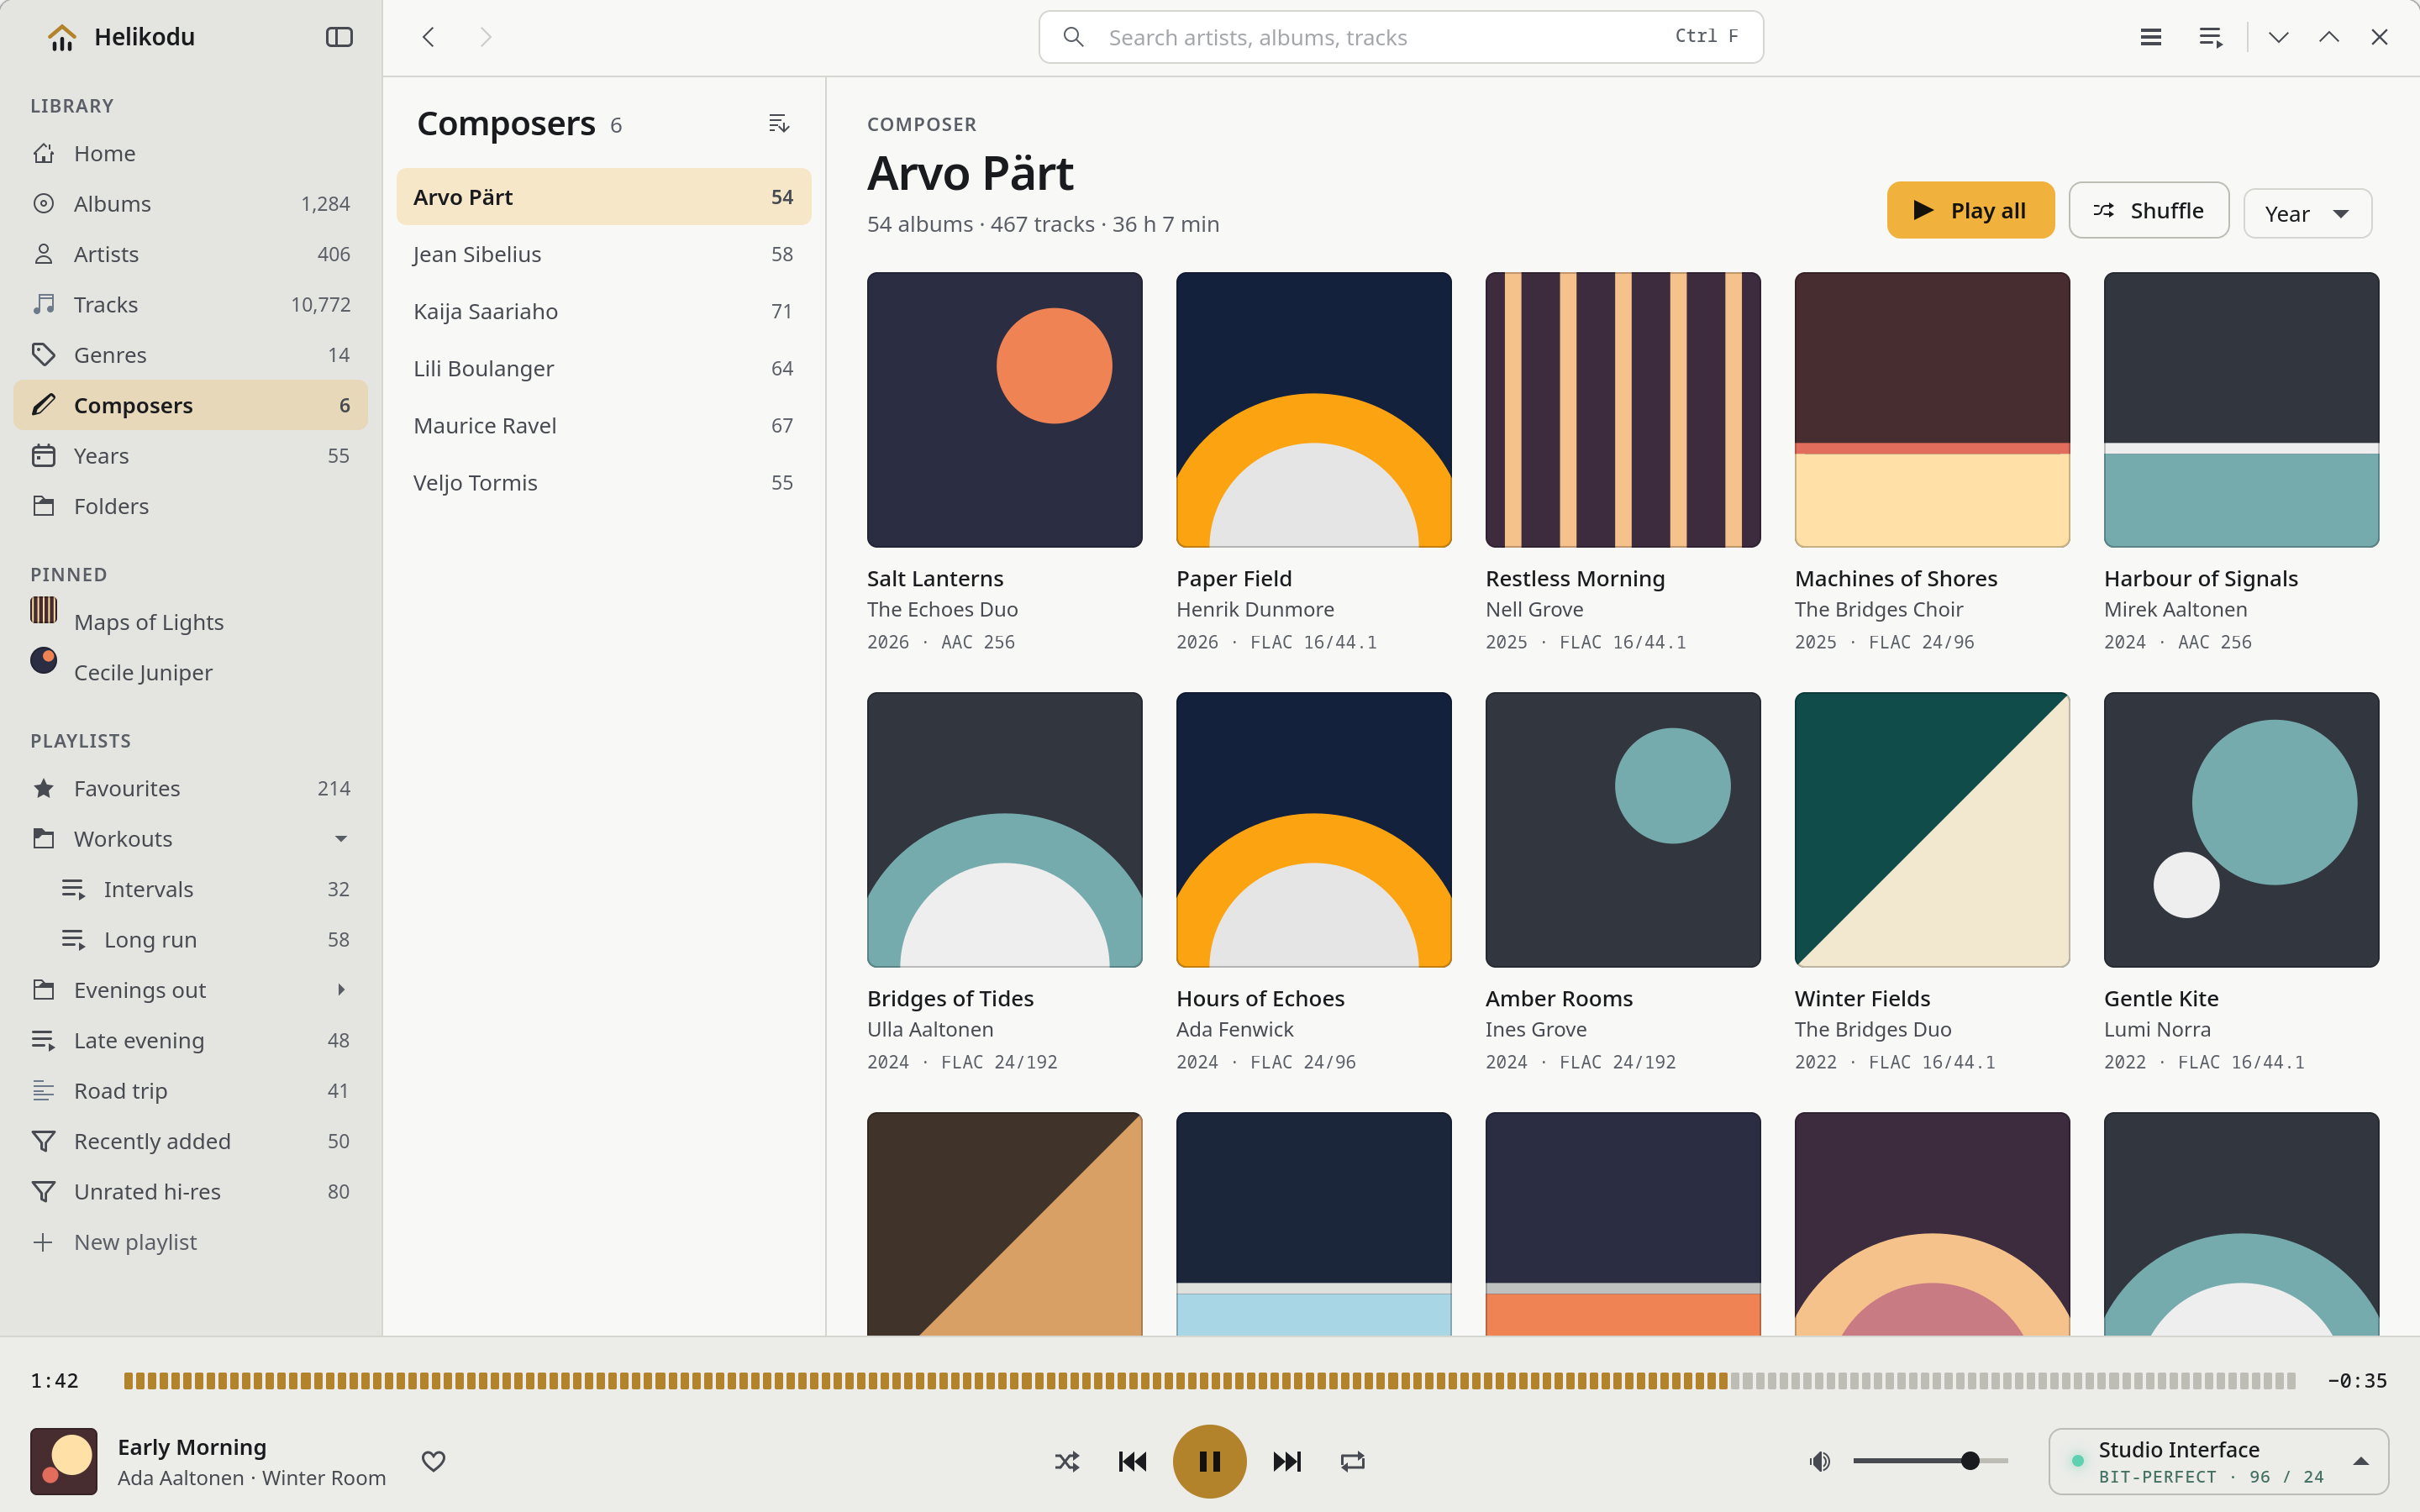 Helikodu
Search artists, albums, tracks
Ctrl F
LIBRARY
Home
Albums 1,284
Artists 406
Tracks 10,772
Genres 14
Composers 6
Years 55
Folders
PINNED
Maps of Lights
Cecile Juniper
PLAYLISTS
Favourites 214
Workouts
Intervals 32
Long run 58
Evenings out
Late evening 48
Road trip 41
Recently added 50
Unrated hi-res 80
New playlist
Composers 6
Arvo Pärt 54
Jean Sibelius 58
Kaija Saariaho 71
Lili Boulanger 64
Maurice Ravel 67
Veljo Tormis 55
COMPOSER
Arvo Pärt
54 albums · 467 tracks · 36 h 7 min
Play all
Shuffle
Year
Salt Lanterns
The Echoes Duo
2026 · AAC 256
Paper Field
Henrik Dunmore
2026 · FLAC 16/44.1
Restless Morning
Nell Grove
2025 · FLAC 16/44.1
Machines of Shores
The Bridges Choir
2025 · FLAC 24/96
Harbour of Signals
Mirek Aaltonen
2024 · AAC 256
Bridges of Tides
Ulla Aaltonen
2024 · FLAC 24/192
Hours of Echoes
Ada Fenwick
2024 · FLAC 24/96
Amber Rooms
Ines Grove
2024 · FLAC 24/192
Winter Fields
The Bridges Duo
2022 · FLAC 16/44.1
Gentle Kite
Lumi Norra
2022 · FLAC 16/44.1
1:42
−0:35
Early Morning
Ada Aaltonen · Winter Room
Studio Interface
BIT-PERFECT · 96 / 24